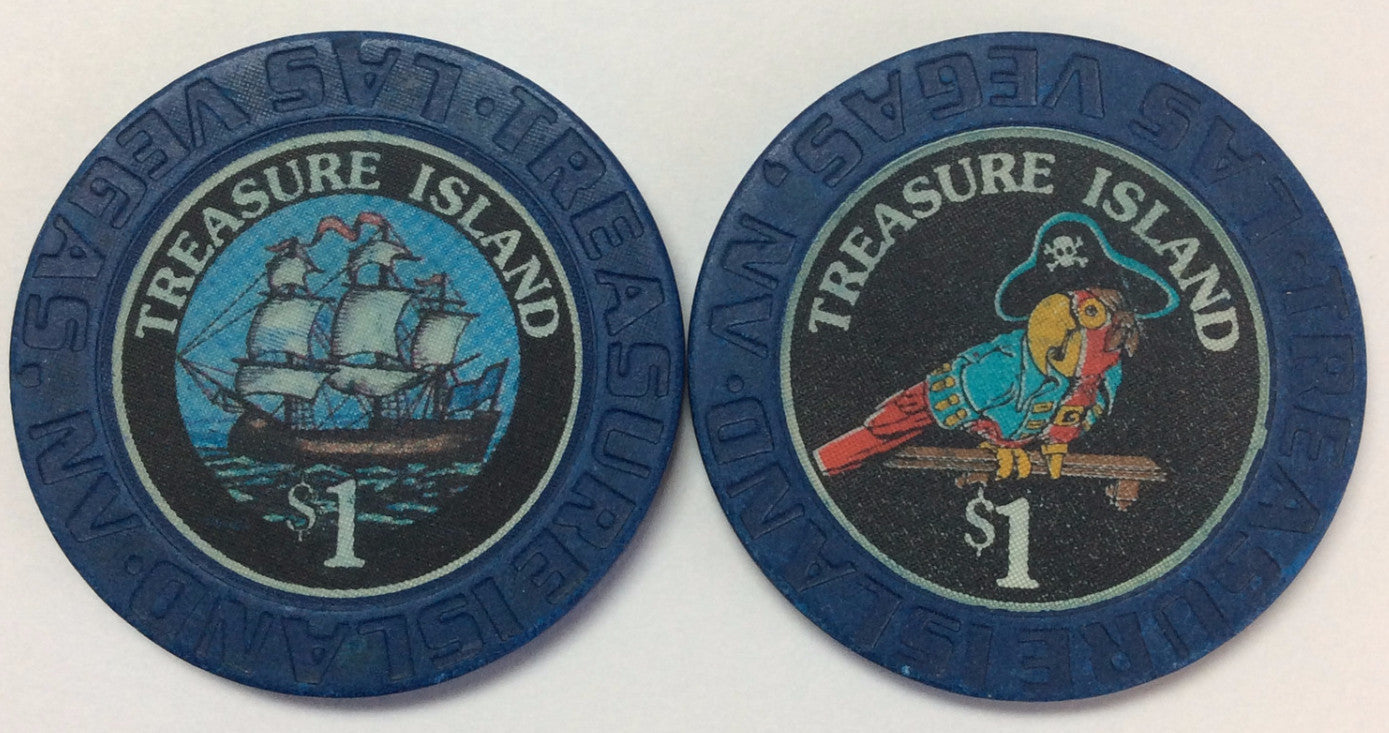 TREASURE ISLAND
$1
TREASURE ISLAND · LAS VEGAS, NV ·
TREASURE ISLAND
$1
TREASURE ISLAND · LAS VEGAS, NV ·